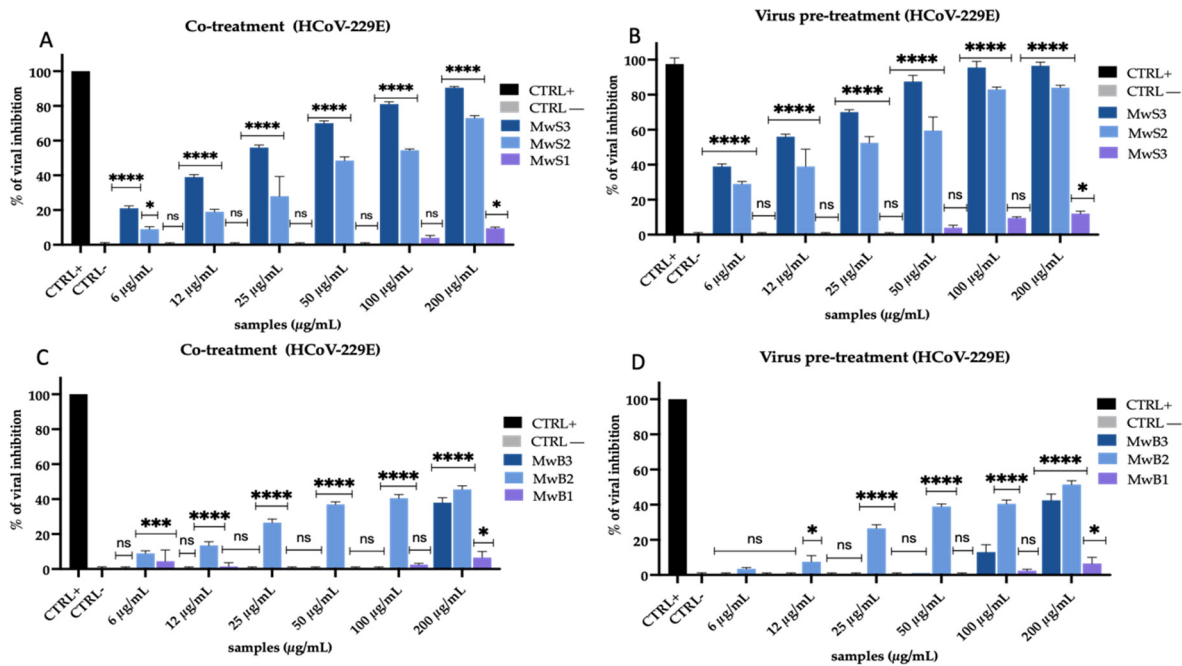 A
Co-treatment (HCoV-229E)
% of viral inhibition
100
80
60
40
20
0
****
*
ns
****
ns
****
ns
****
ns
****
ns
****
*
CTRL+
CTRL-
6 µg/mL
12 µg/mL
25 µg/mL
50 µg/mL
100 µg/mL
200 µg/mL
samples (µg/mL)
CTRL+
CTRL —
MwS3
MwS2
MwS1
B
Virus pre-treatment (HCoV-229E)
% of viral inhibition
100
80
60
40
20
0
****
ns
****
ns
****
ns
****
ns
****
ns
****
*
CTRL+
CTRL-
6 µg/mL
12 µg/mL
25 µg/mL
50 µg/mL
100 µg/mL
200 µg/mL
samples (µg/mL)
CTRL+
CTRL —
MwS3
MwS2
MwS3
C
Co-treatment (HCoV-229E)
% of viral inhibition
100
80
60
40
20
0
ns
***
ns
****
ns
****
ns
****
ns
****
ns
****
*
CTRL+
CTRL-
6 µg/mL
12 µg/mL
25 µg/mL
50 µg/mL
100 µg/mL
200 µg/mL
samples (µg/mL)
CTRL+
CTRL —
MwB3
MwB2
MwB1
D
Virus pre-treatment (HCoV-229E)
% of viral inhibition
100
80
60
40
20
0
ns
*
ns
****
ns
****
ns
****
ns
****
*
CTRL+
CTRL-
6 µg/mL
12 µg/mL
25 µg/mL
50 µg/mL
100 µg/mL
200 µg/mL
samples (µg/mL)
CTRL+
CTRL —
MwB3
MwB2
MwB1